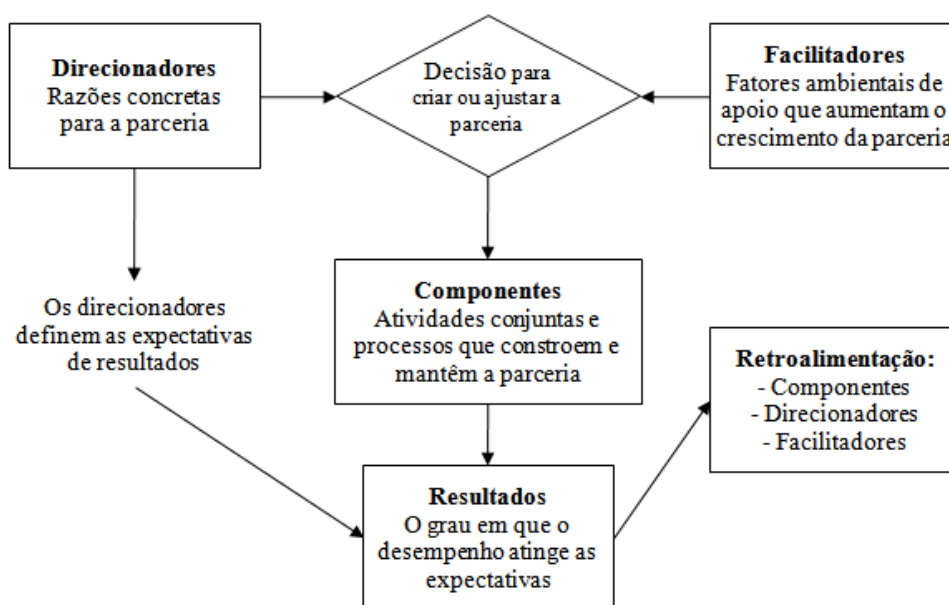 Direcionadores
Razões concretas
para a parceria
Decisão para
criar ou ajustar a
parceria
Facilitadores
Fatores ambientais de
apoio que aumentam o
crescimento da parceria
Os direcionadores
definem as expectativas
de resultados
Componentes
Atividades conjuntas e
processos que constroem e
mantêm a parceria
Retroalimentação:
- Componentes
- Direcionadores
- Facilitadores
Resultados
O grau em que o
desempenho atinge as
expectativas